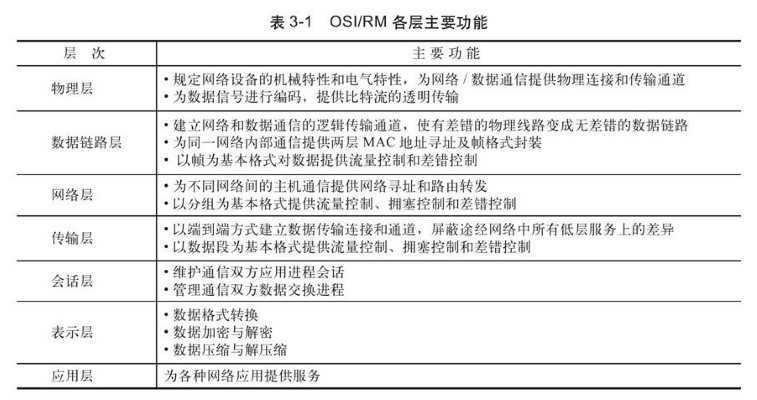 表 3-1 OSI/RM 各层主要功能
层 次 主 要 功 能
物理层
• 规定网络设备的机械特性和电气特性，为网络 / 数据通信提供物理连接和传输通道
• 为数据信号进行编码，提供比特流的透明传输
数据链路层
• 建立网络和数据通信的逻辑传输通道，使有差错的物理线路变成无差错的数据链路
• 为同一网络内部通信提供两层 MAC 地址寻址及帧格式封装
• 以帧为基本格式对数据提供流量控制和差错控制
网络层
• 为不同网络间的主机通信提供网络寻址和路由转发
• 以分组为基本格式提供流量控制、拥塞控制和差错控制
传输层
• 以端到端方式建立数据传输连接和通道，屏蔽途经网络中所有低层服务上的差异
• 以数据段为基本格式提供流量控制、拥塞控制和差错控制
会话层
• 维护通信双方应用进程会话
• 管理通信双方数据交换进程
表示层
• 数据格式转换
• 数据加密与解密
• 数据压缩与解压缩
应用层 为各种网络应用提供服务